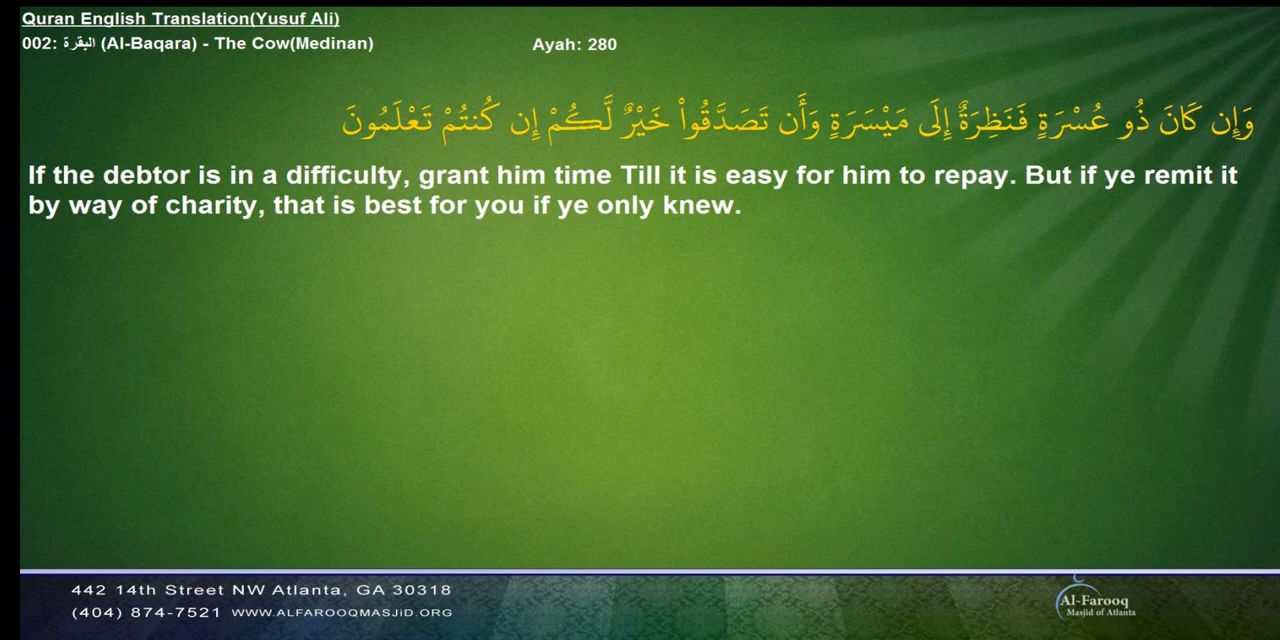 Quran English Translation(Yusuf Ali)
002: البقرة (Al-Baqara) - The Cow(Medinan) Ayah: 280
وَإِن كَانَ ذُو عُسْرَةٍ فَنَظِرَةٌ إِلَى مَيْسَرَةٍ وَأَن تَصَدَّقُواْ خَيْرٌ لَّكُمْ إِن كُنتُمْ تَعْلَمُونَ
If the debtor is in a difficulty, grant him time Till it is easy for him to repay. But if ye remit it
by way of charity, that is best for you if ye only knew.
442 14th Street NW Atlanta, GA 30318
(404) 874-7521 WWW.ALFAROOQMASJiD.ORG
Al-Farooq
Masjid of Atlanta